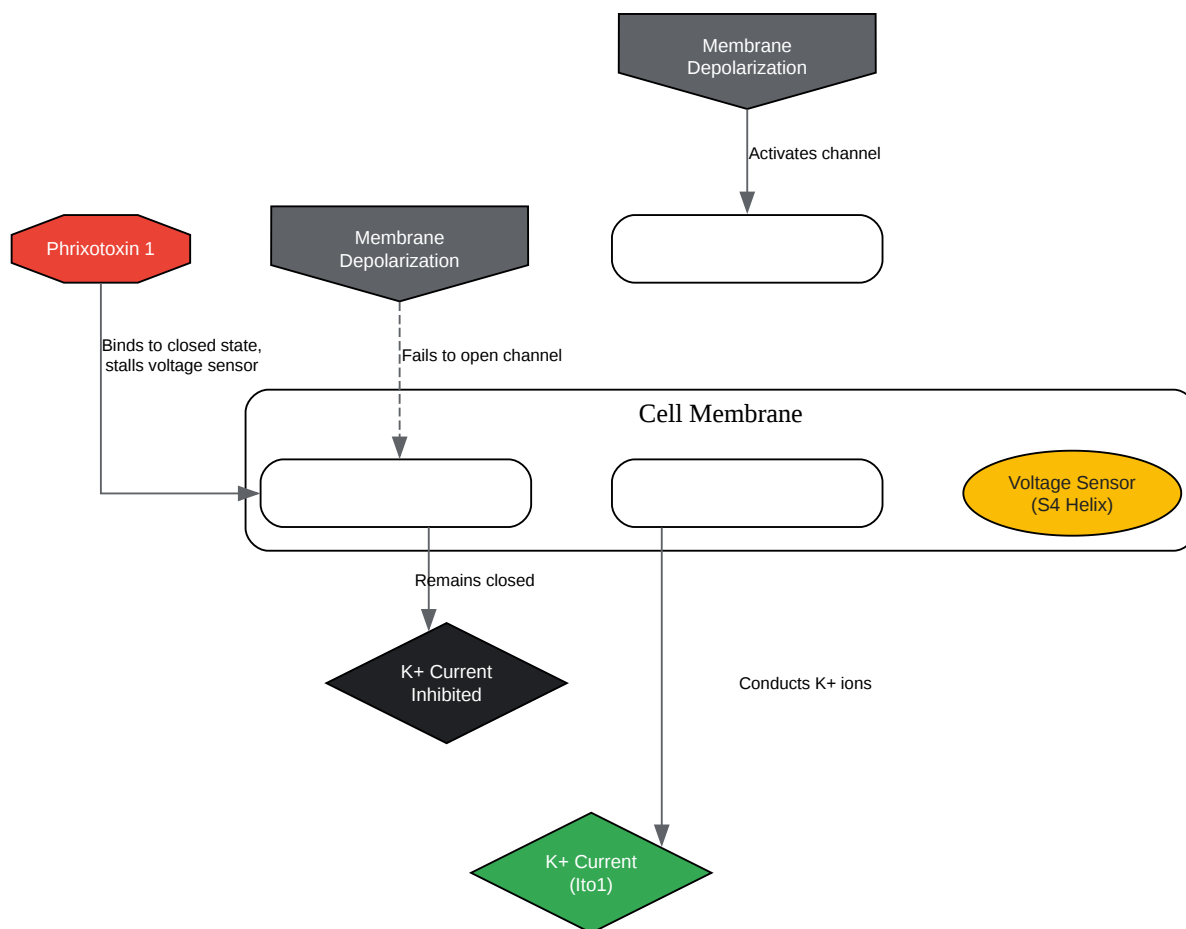 Membrane
Depolarization
Activates channel
Phrixotoxin 1
Membrane
Depolarization
Binds to closed state,
stalls voltage sensor
Fails to open channel
Cell Membrane
Voltage Sensor
(S4 Helix)
Remains closed
K+ Current
Inhibited
Conducts K+ ions
K+ Current
(Ito1)